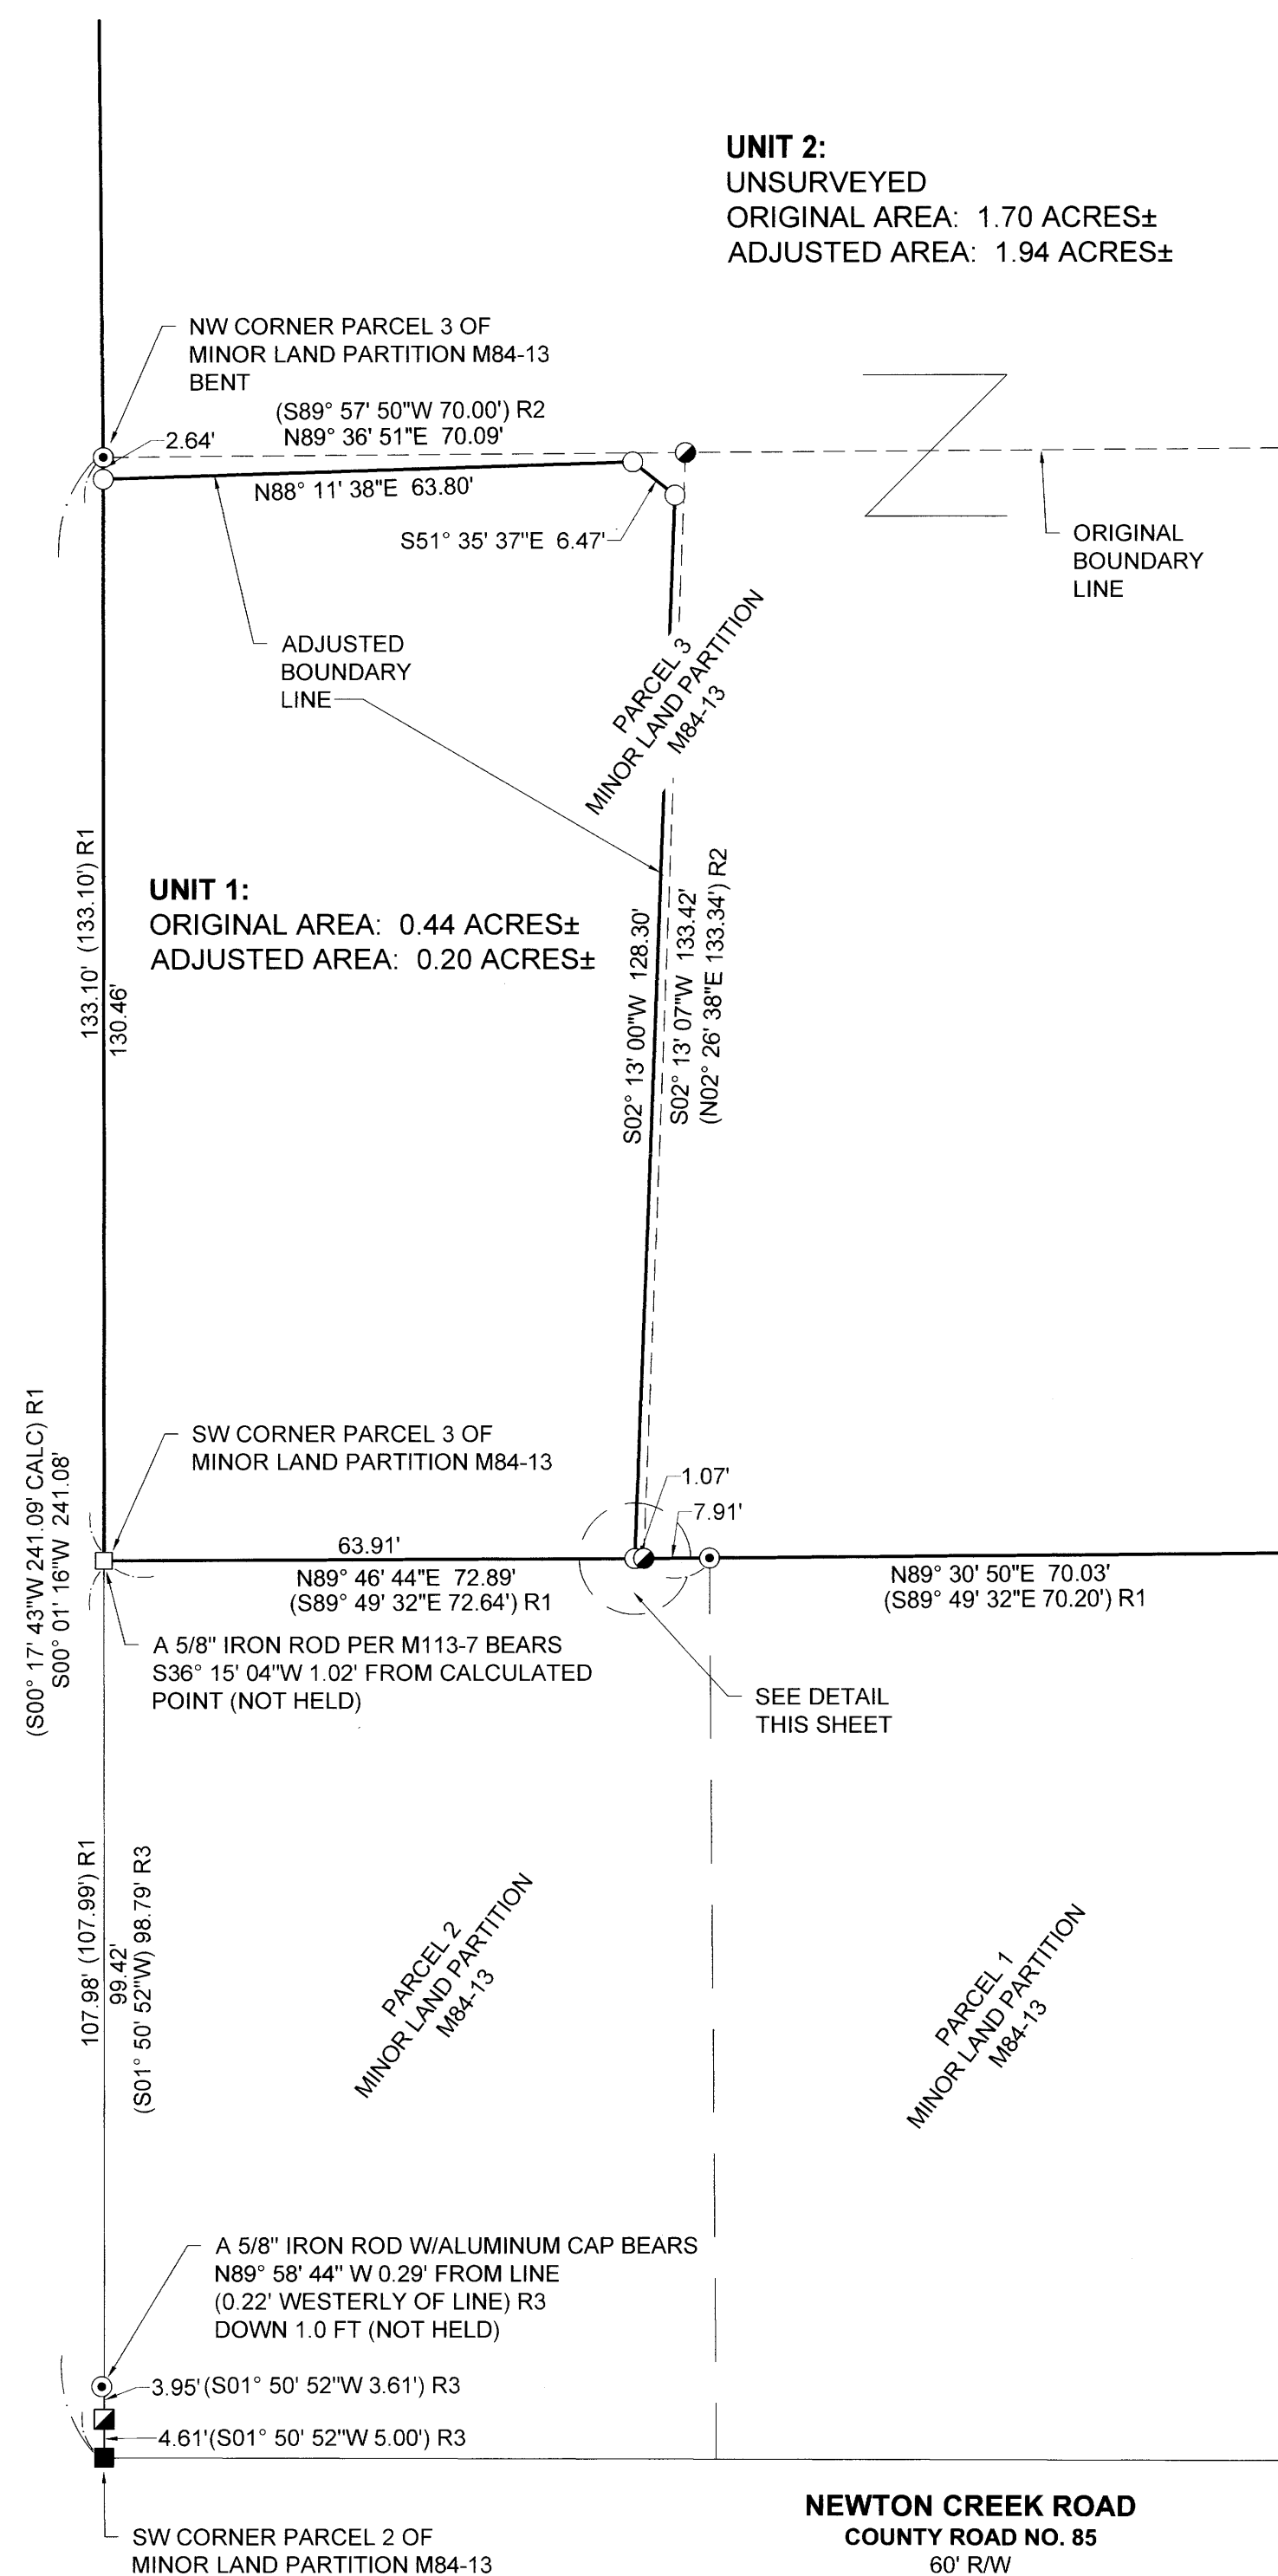 UNIT 2:
UNSURVEYED
ORIGINAL AREA: 1.70 ACRES±
ADJUSTED AREA: 1.94 ACRES±
NW CORNER PARCEL 3 OF
MINOR LAND PARTITION M84-13
BENT
(S89° 57' 50"W 70.00') R2
N89° 36' 51"E 70.09'
2.64'
N88° 11' 38"E 63.80'
S51° 35' 37"E 6.47'
ORIGINAL
BOUNDARY
LINE
ADJUSTED
BOUNDARY
LINE
PARCEL 3
MINOR LAND PARTITION
M84-13
133.10' (133.10') R1
130.46'
UNIT 1:
ORIGINAL AREA: 0.44 ACRES±
ADJUSTED AREA: 0.20 ACRES±
S02° 13' 00"W 128.30'
S02° 13' 07"W 133.42'
(N02° 26' 38"E 133.34') R2
(S00° 17' 43"W 241.09' CALC) R1
S00° 01' 16"W 241.08'
SW CORNER PARCEL 3 OF
MINOR LAND PARTITION M84-13
1.07'
7.91'
63.91'
N89° 46' 44"E 72.89'
(S89° 49' 32"E 72.64') R1
N89° 30' 50"E 70.03'
(S89° 49' 32"E 70.20') R1
A 5/8" IRON ROD PER M113-7 BEARS
S36° 15' 04"W 1.02' FROM CALCULATED
POINT (NOT HELD)
SEE DETAIL
THIS SHEET
107.98' (107.99') R1
99.42'
(S01° 50' 52"W) 98.79' R3
PARCEL 2
MINOR LAND PARTITION
M84-13
PARCEL 1
MINOR LAND PARTITION
M84-13
A 5/8" IRON ROD W/ALUMINUM CAP BEARS
N89° 58' 44" W 0.29' FROM LINE
(0.22' WESTERLY OF LINE) R3
DOWN 1.0 FT (NOT HELD)
3.95' (S01° 50' 52"W 3.61') R3
4.61' (S01° 50' 52"W 5.00') R3
NEWTON CREEK ROAD
COUNTY ROAD NO. 85
60' R/W
SW CORNER PARCEL 2 OF
MINOR LAND PARTITION M84-13